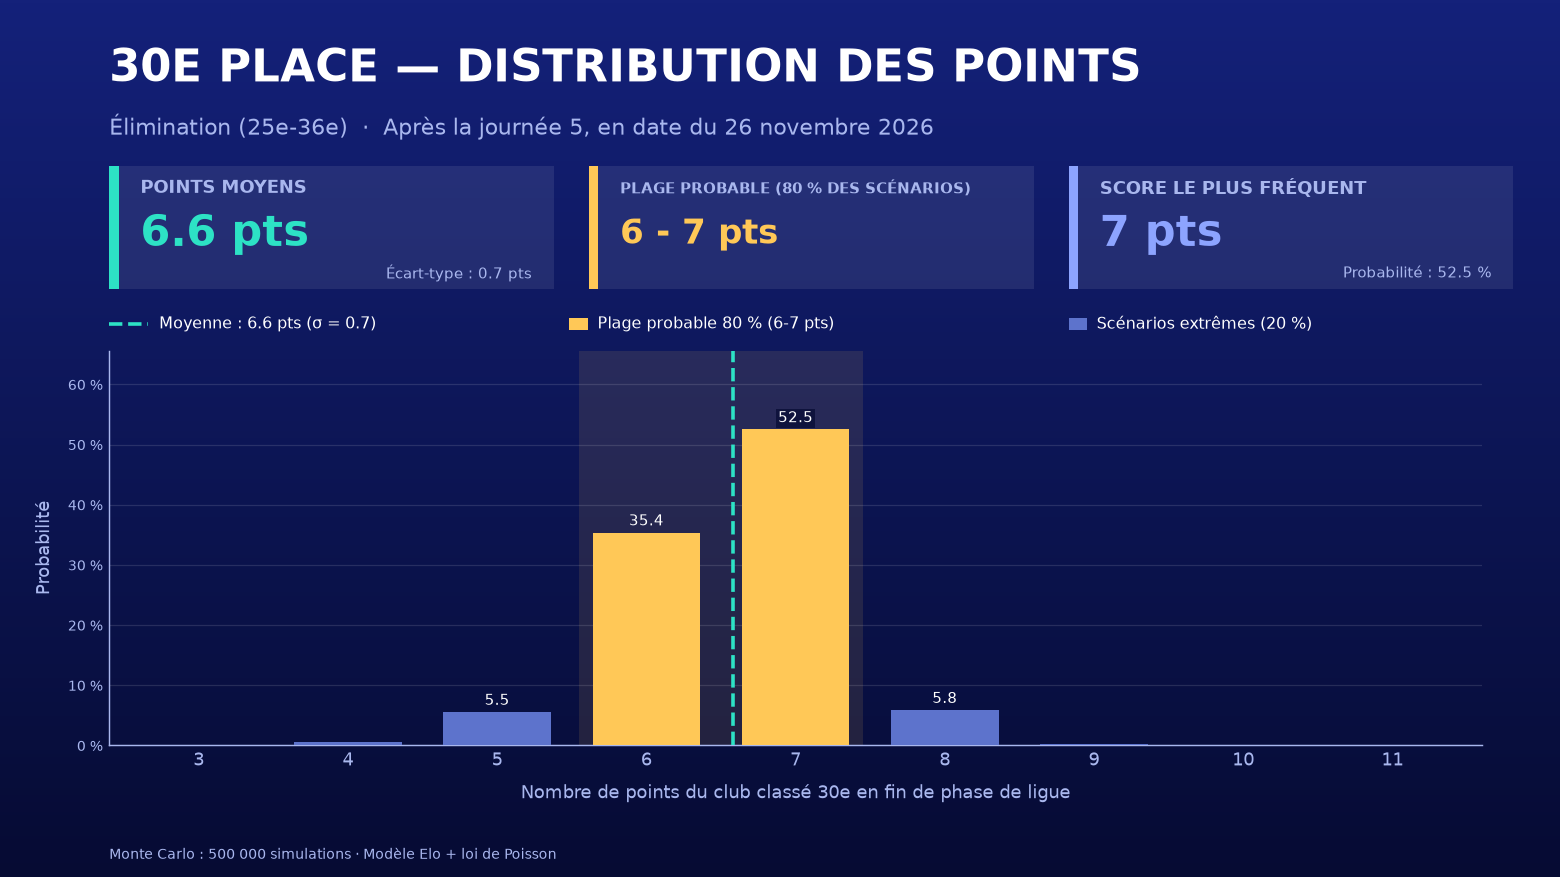 30E PLACE — DISTRIBUTION DES POINTS
Élimination (25e-36e) · Après la journée 5, en date du 26 novembre 2026
POINTS MOYENS
6.6 pts
Écart-type : 0.7 pts
PLAGE PROBABLE (80 % DES SCÉNARIOS)
6 - 7 pts
SCORE LE PLUS FRÉQUENT
7 pts
Probabilité : 52.5 %
Moyenne : 6.6 pts (σ = 0.7)
Plage probable 80 % (6-7 pts)
Scénarios extrêmes (20 %)
Probabilité
60 %
50 %
40 %
30 %
20 %
10 %
0 %
5.5
35.4
52.5
5.8
3 4 5 6 7 8 9 10 11
Nombre de points du club classé 30e en fin de phase de ligue
Monte Carlo : 500 000 simulations · Modèle Elo + loi de Poisson